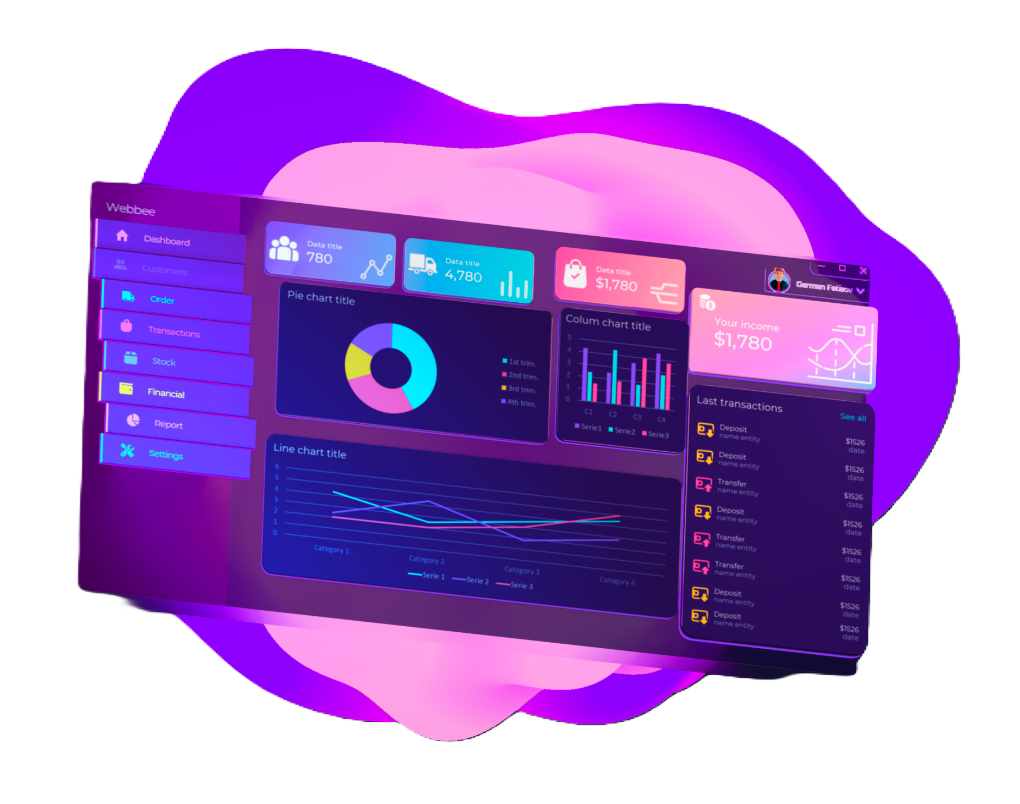 Webbee
Dashboard
Customers
Order
Transactions
Stock
Financial
Report
Settings
Data title
780
Data title
4,780
Data title
$1,780
German Fetisov
Your income
$1,780
Pie chart title
1st trim.
2nd trim.
3rd trim.
4th trim.
Colum chart title
5
4
3
2
1
0
C1 C2 C3 C4
Serie1 Serie2 Serie3
Line chart title
6
5
4
3
2
1
0
Category 1 Category 2 Category 3 Category 4
Serie 1 Serie 2 Serie 3
Last transactions
See all
Deposit
name entity
$1526
date
Deposit
name entity
$1526
date
Transfer
name entity
$1526
date
Deposit
name entity
$1526
date
Transfer
name entity
$1526
date
Transfer
name entity
$1526
date
Deposit
name entity
$1526
date
Deposit
name entity
$1526
date